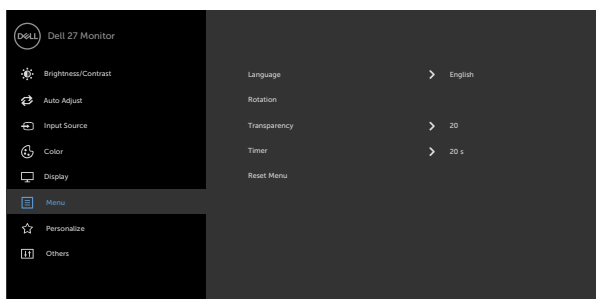 DELL Dell 27 Monitor
Brightness/Contrast
Auto Adjust
Input Source
Color
Display
Menu
Personalize
Others
Language English
Rotation
Transparency 20
Timer 20 s
Reset Menu